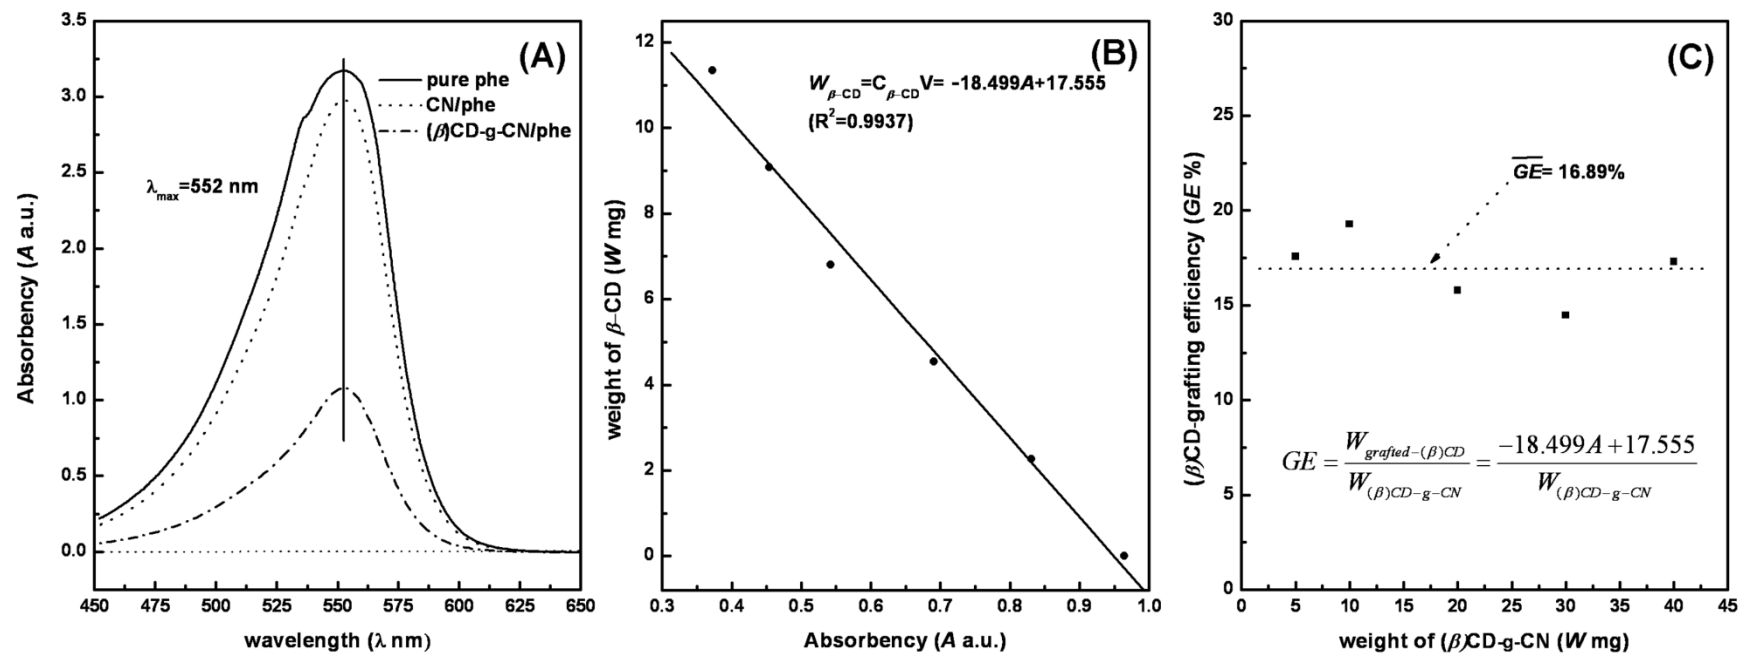 (A)
pure phe
CN/phe
(β)CD-g-CN/phe
λmax=552 nm
3.5
3.0
2.5
2.0
1.5
1.0
0.5
0.0
Absorbency (A a.u.)
450 475 500 525 550 575 600 625 650
wavelength (λ nm)
(B)
Wβ–CD=Cβ–CDV= -18.499A+17.555
(R²=0.9937)
12
10
8
6
4
2
0
weight of β–CD (W mg)
0.3 0.4 0.5 0.6 0.7 0.8 0.9 1.0
Absorbency (A a.u.)
(C)
G̅E̅= 16.89%
GE = Wgrafted–(β)CD / W(β)CD–g–CN = −18.499A+17.555 / W(β)CD–g–CN
30
25
20
15
10
5
0
(β)CD-grafting efficiency (GE %)
0 5 10 15 20 25 30 35 40 45
weight of (β)CD-g-CN (W mg)